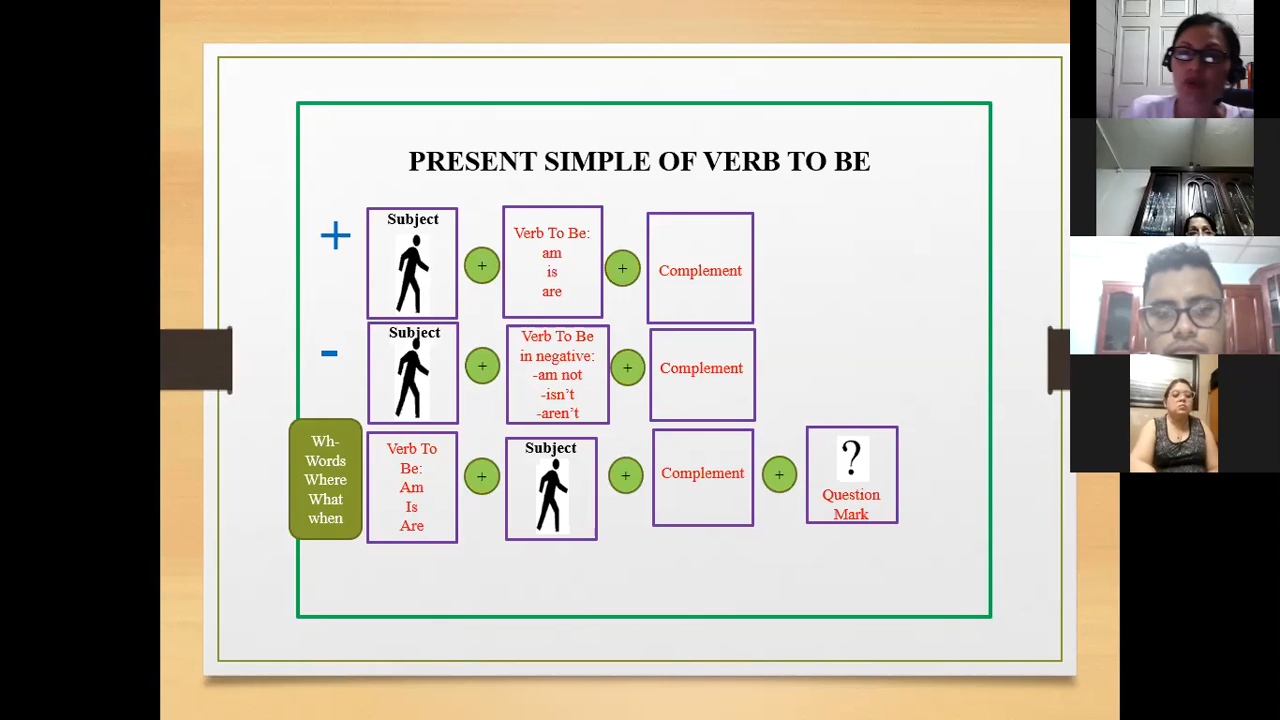 PRESENT SIMPLE OF VERB TO BE
+
Subject
+
Verb To Be:
am
is
are
+
Complement
-
Subject
+
Verb To Be
in negative:
-am not
-isn't
-aren't
+
Complement
Wh-
Words
Where
What
when
Verb To
Be:
Am
Is
Are
+
Subject
+
Complement
+
?
Question
Mark